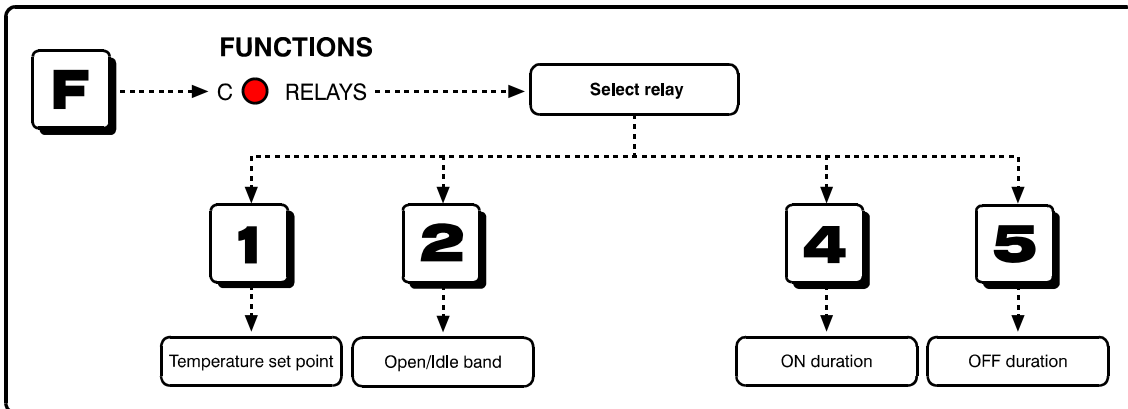 FUNCTIONS
F
C RELAYS
Select relay
1
2
4
5
Temperature set point
Open/Idle band
ON duration
OFF duration